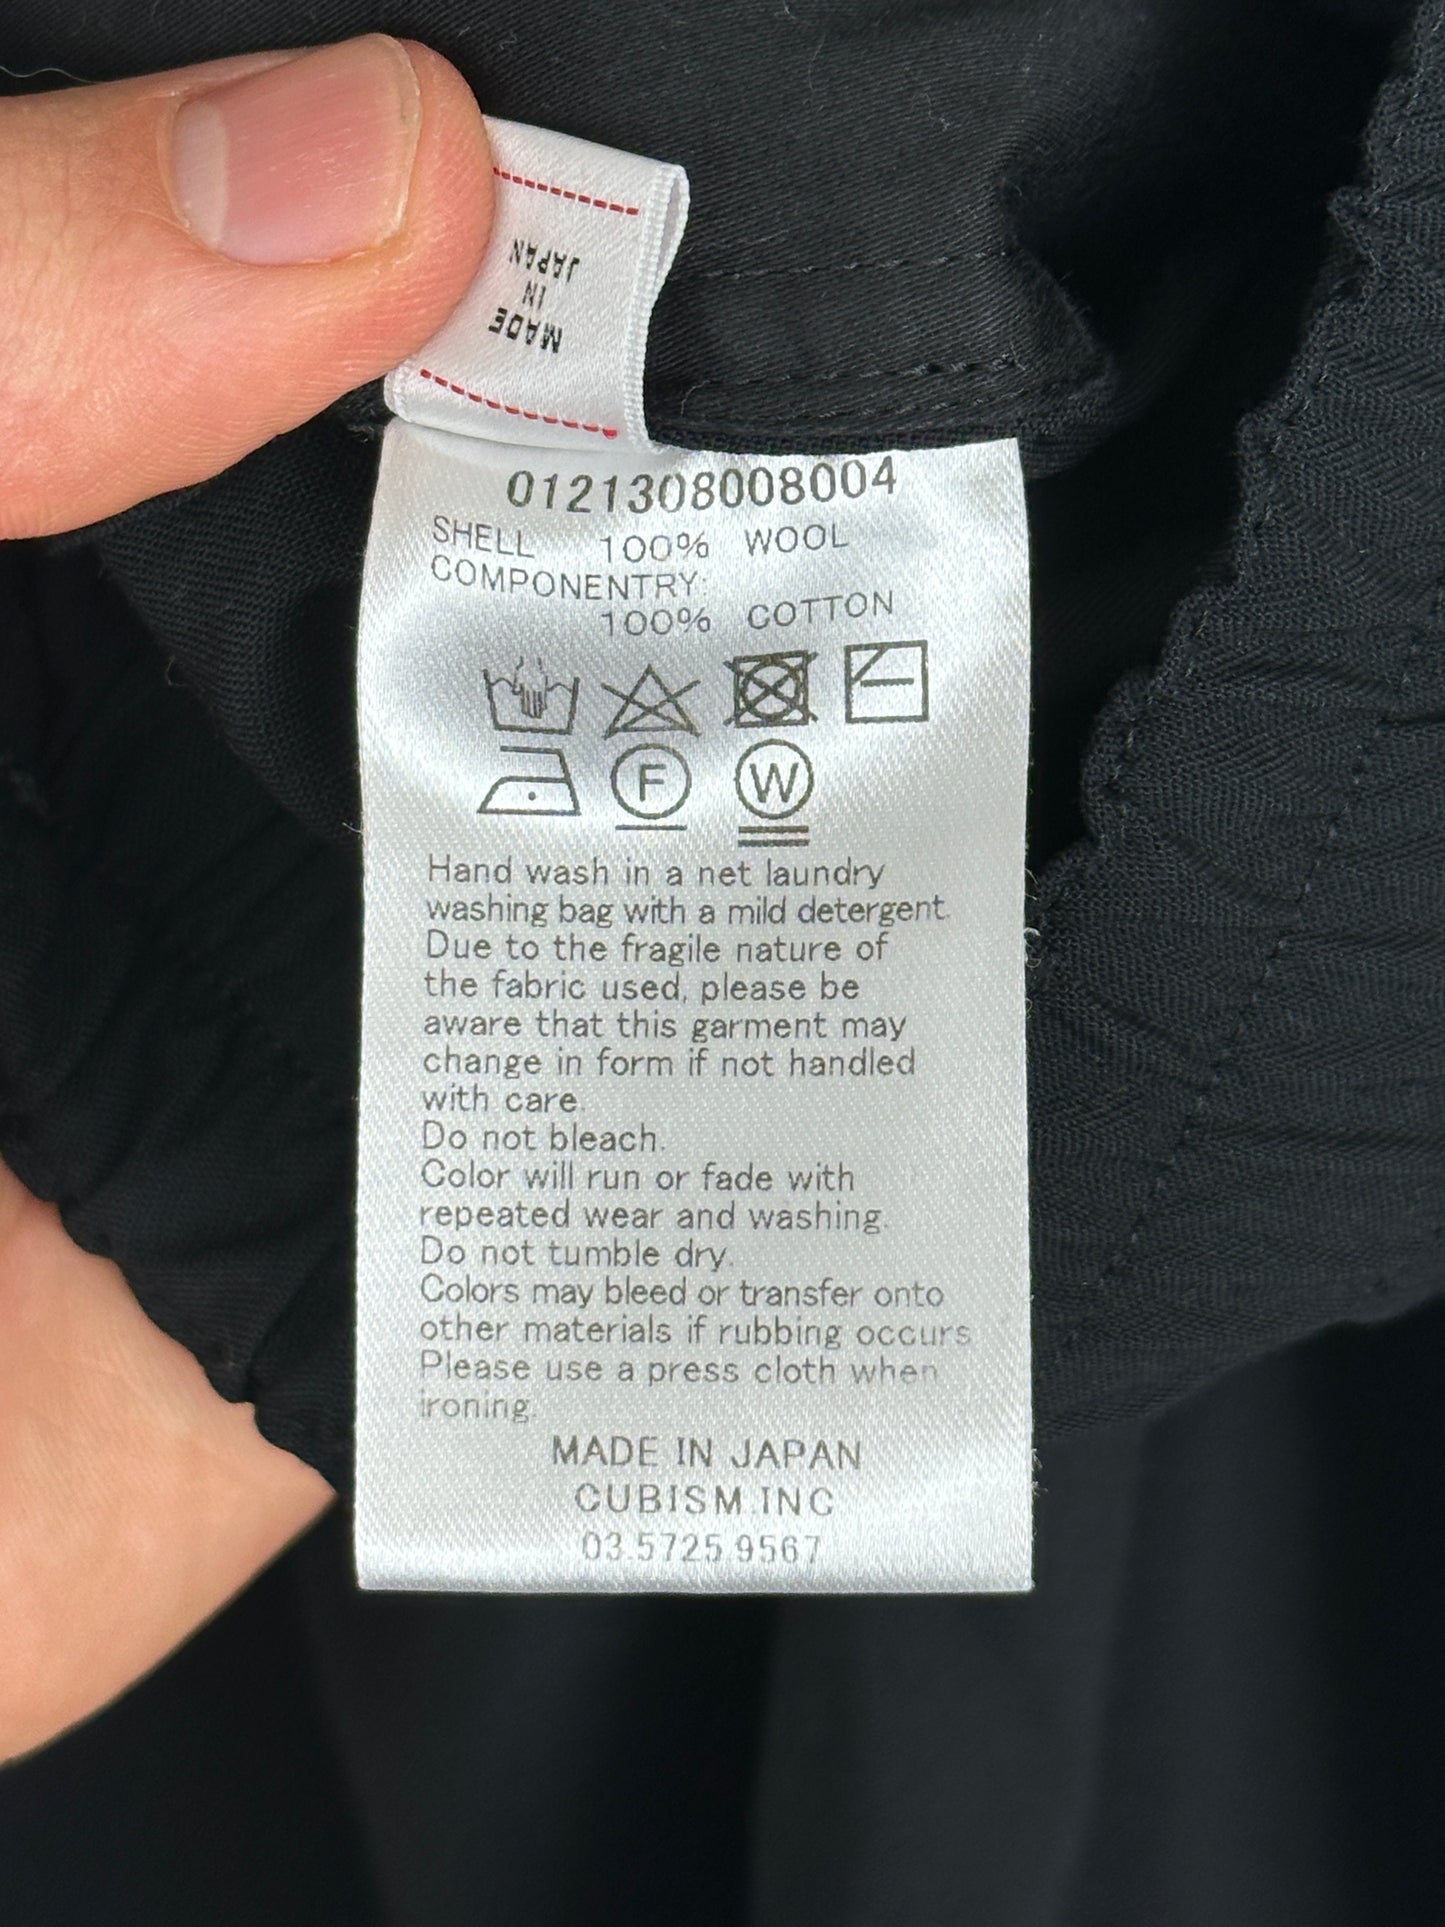 MADE
IN
JAPAN
0121308008004
SHELL 100% WOOL
COMPONENTRY:
100% COTTON
F W
Hand wash in a net laundry
washing bag with a mild detergent.
Due to the fragile nature of
the fabric used, please be
aware that this garment may
change in form if not handled
with care.
Do not bleach.
Color will run or fade with
repeated wear and washing.
Do not tumble dry.
Colors may bleed or transfer onto
other materials if rubbing occurs
Please use a press cloth when
ironing.
MADE IN JAPAN
CUBISM.INC
03.5725.9567